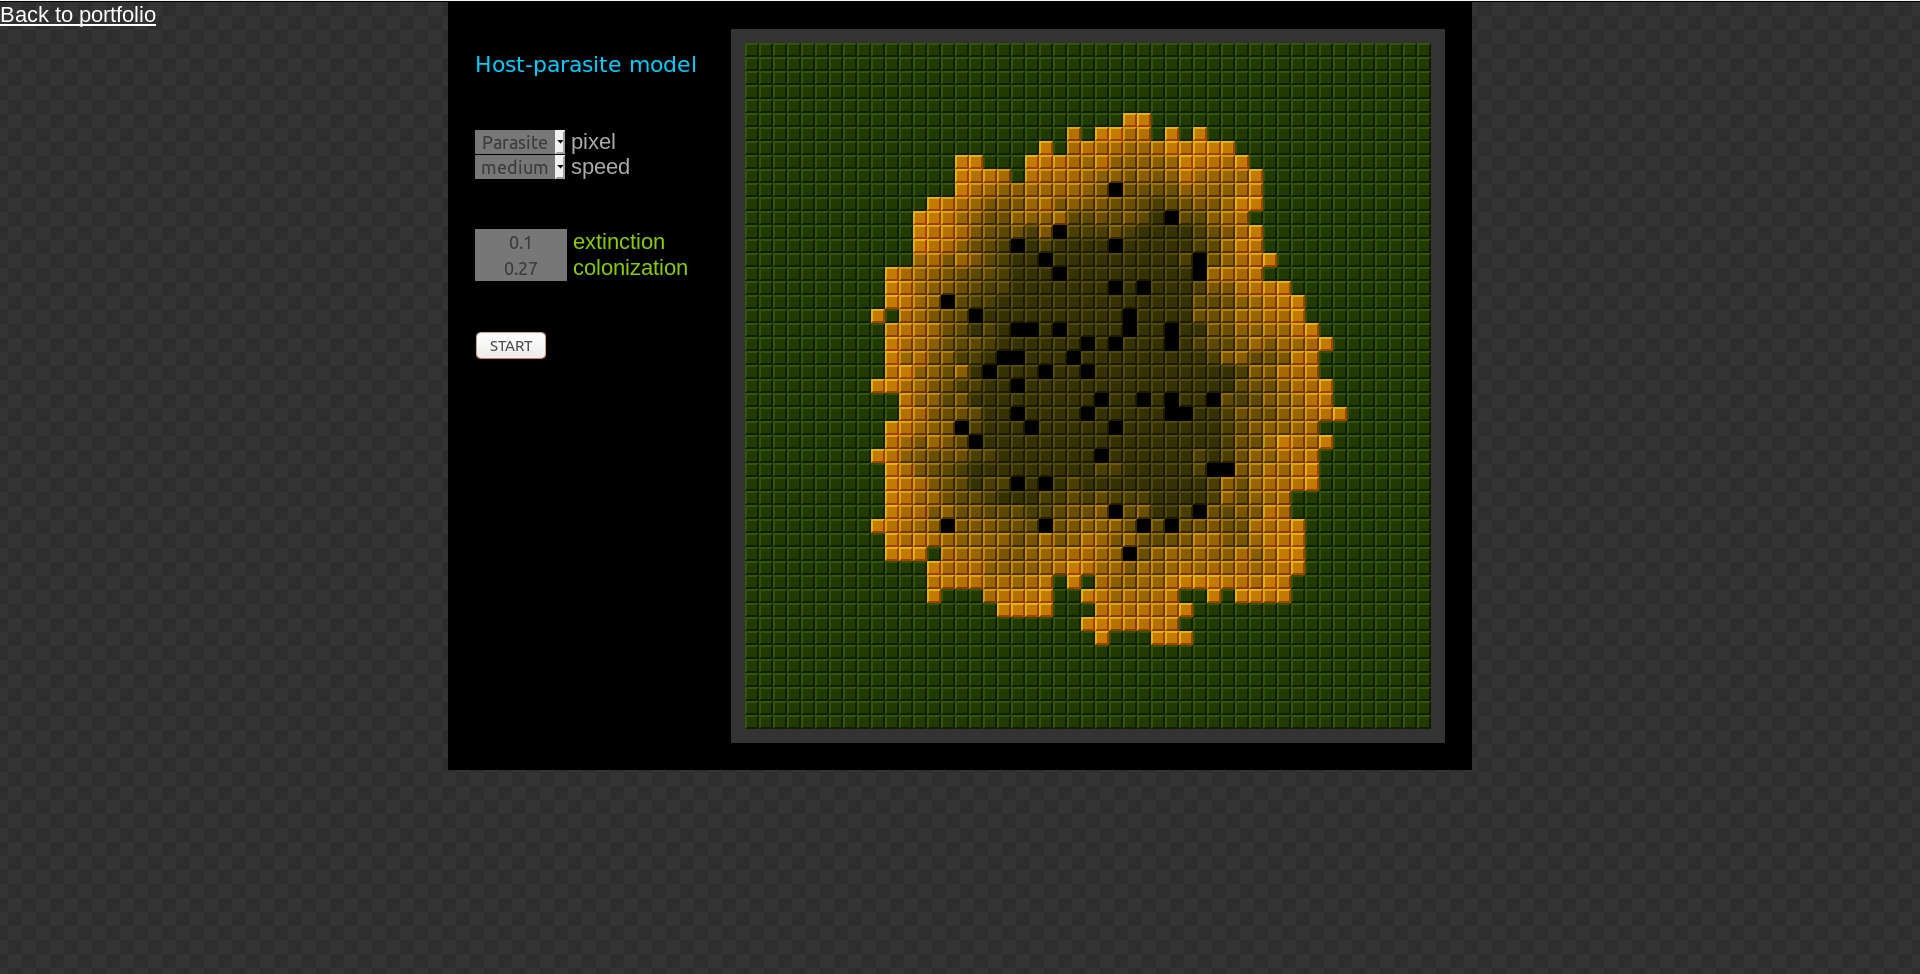 Back to portfolio
Host-parasite model
Parasite pixel
medium speed
0.1 extinction
0.27 colonization
START